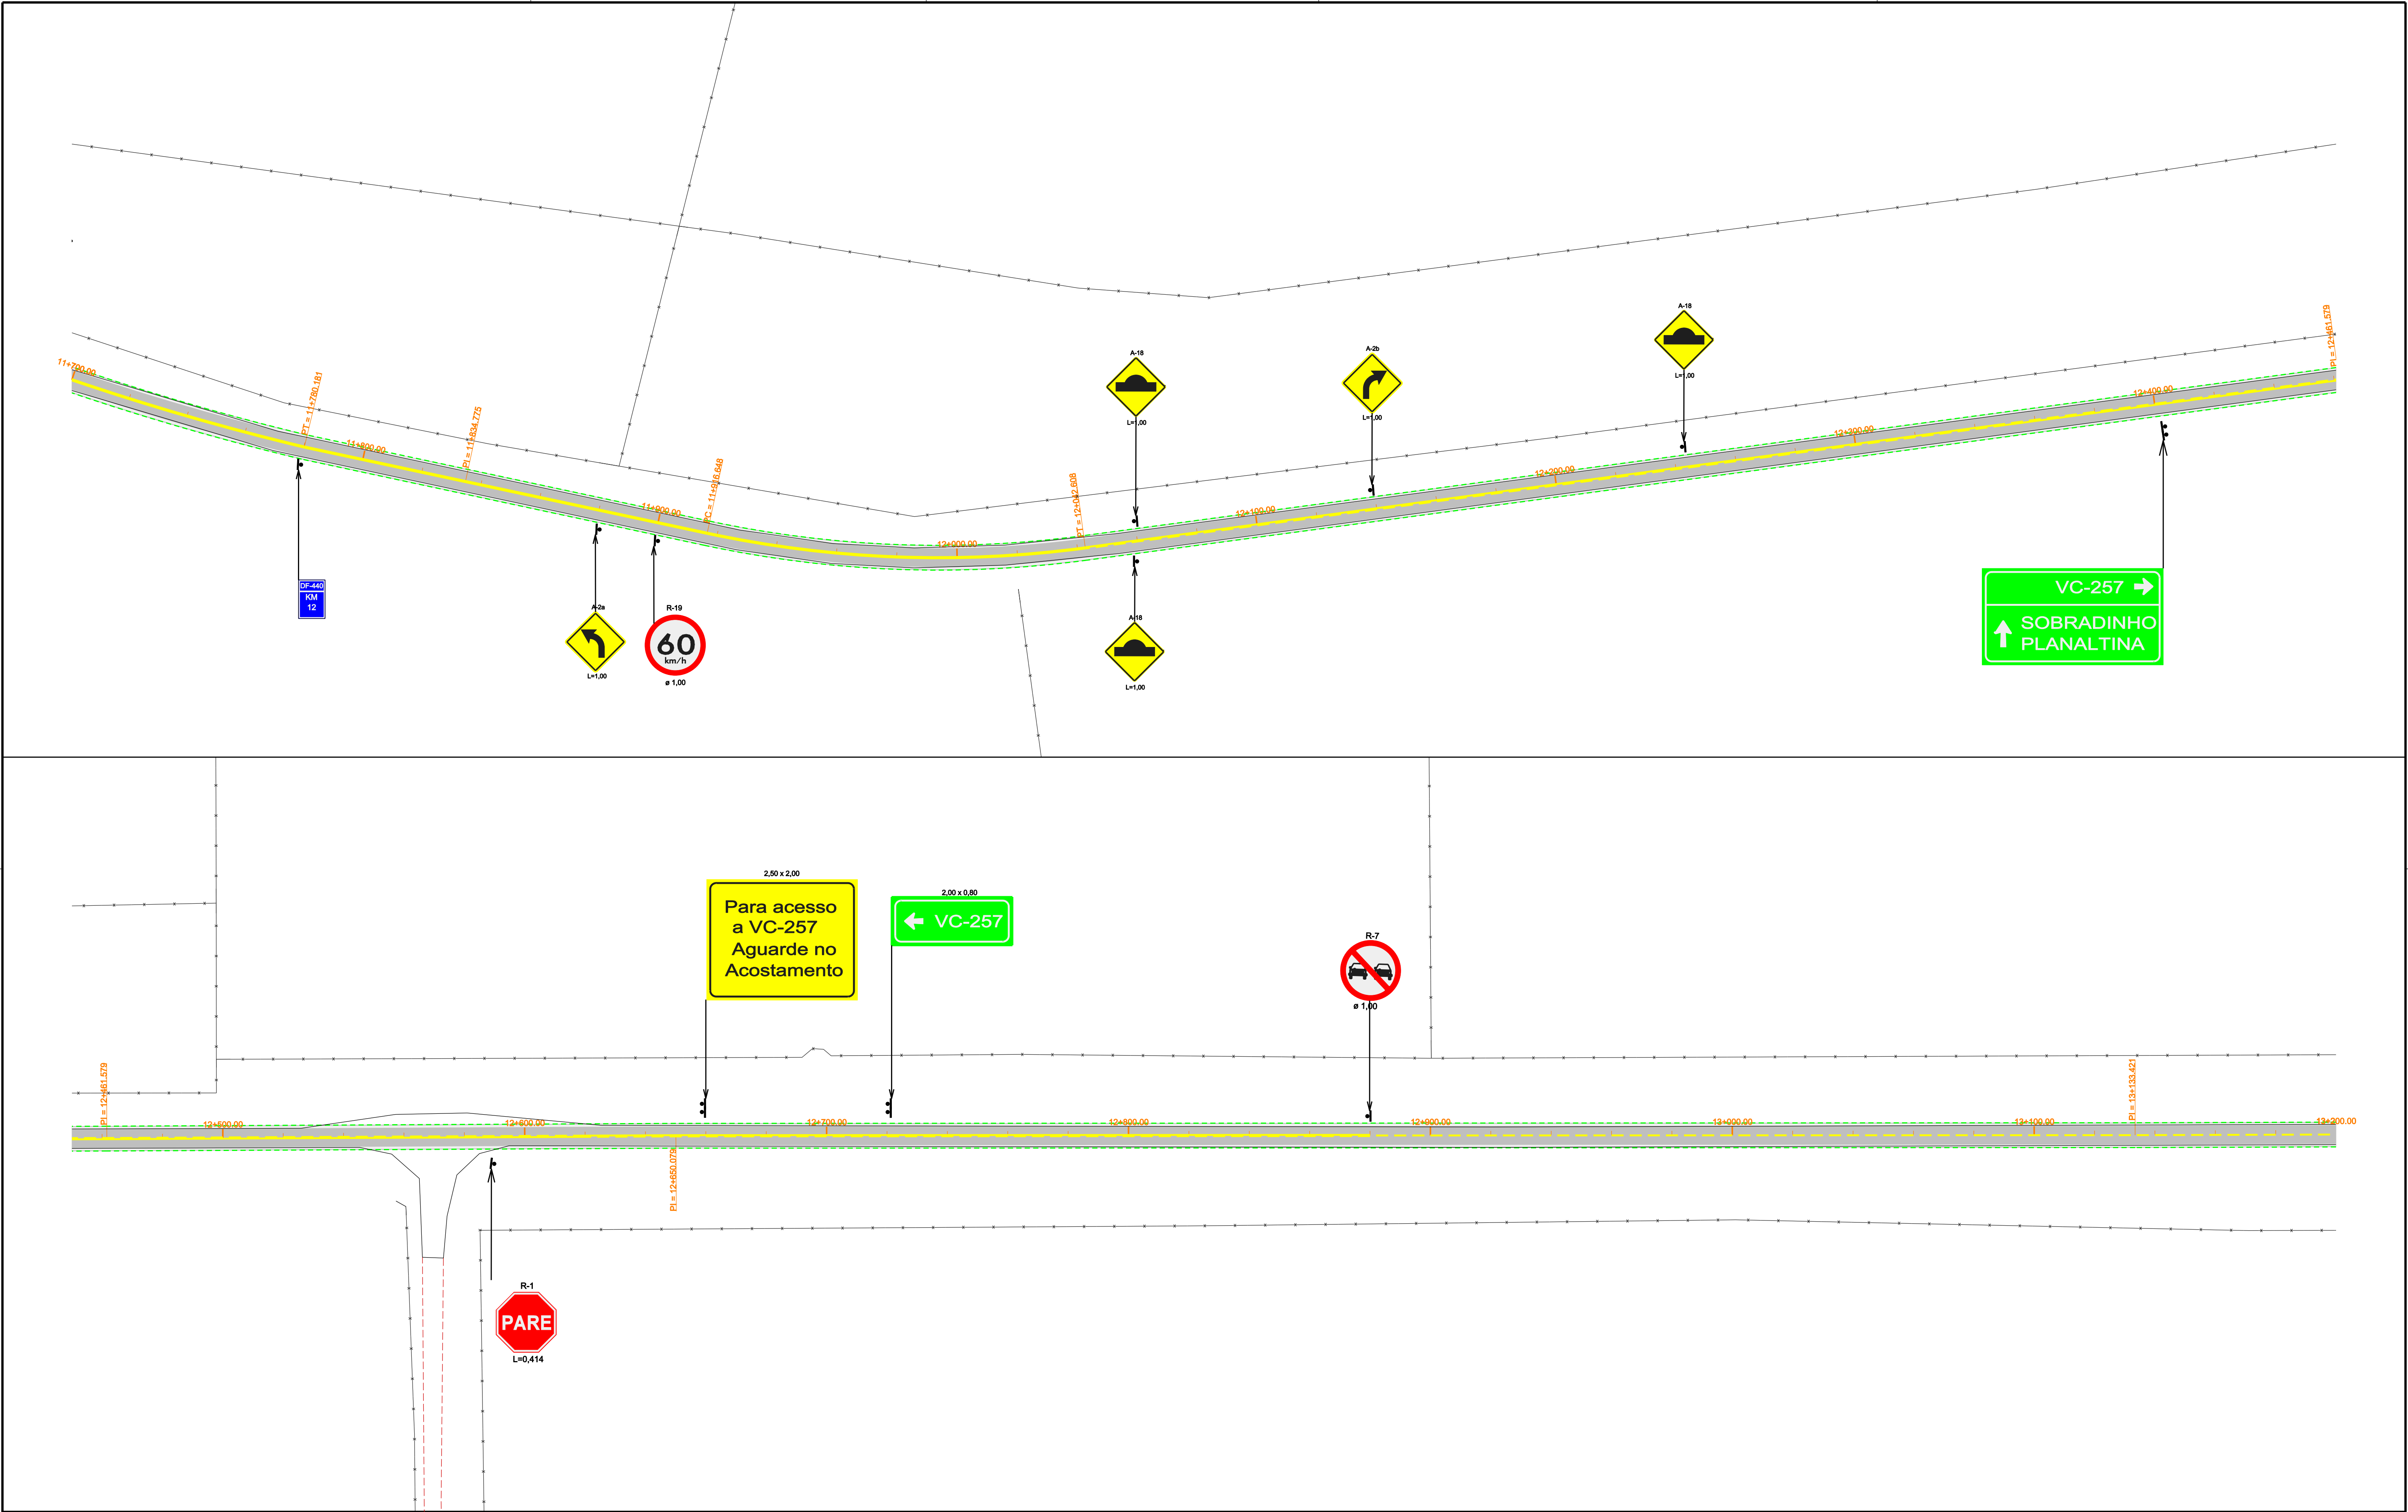 11+700.00
PT = 11+780.181
11+800.00
PI = 11+834.775
11+900.00
PC = 11+916.648
12+000.00
PT = 12+042.608
12+100.00
12+200.00
12+300.00
12+400.00
PI = 12+461.579
A-18
L=1,00
A-2b
L=1,00
A-18
L=1,00
DF-440
KM
12
A-2a
L=1,00
R-19
60
km/h
ø 1,00
A-18
L=1,00
VC-257
SOBRADINHO
PLANALTINA
2,50 x 2,00
Para acesso
a VC-257
Aguarde no
Acostamento
2,00 x 0,80
VC-257
R-7
ø 1,00
PI = 12+461.579
12+500.00
12+600.00
PI = 12+650.079
12+700.00
12+800.00
12+900.00
13+000.00
13+100.00
PI = 13+133.421
13+200.00
R-1
PARE
L=0,414